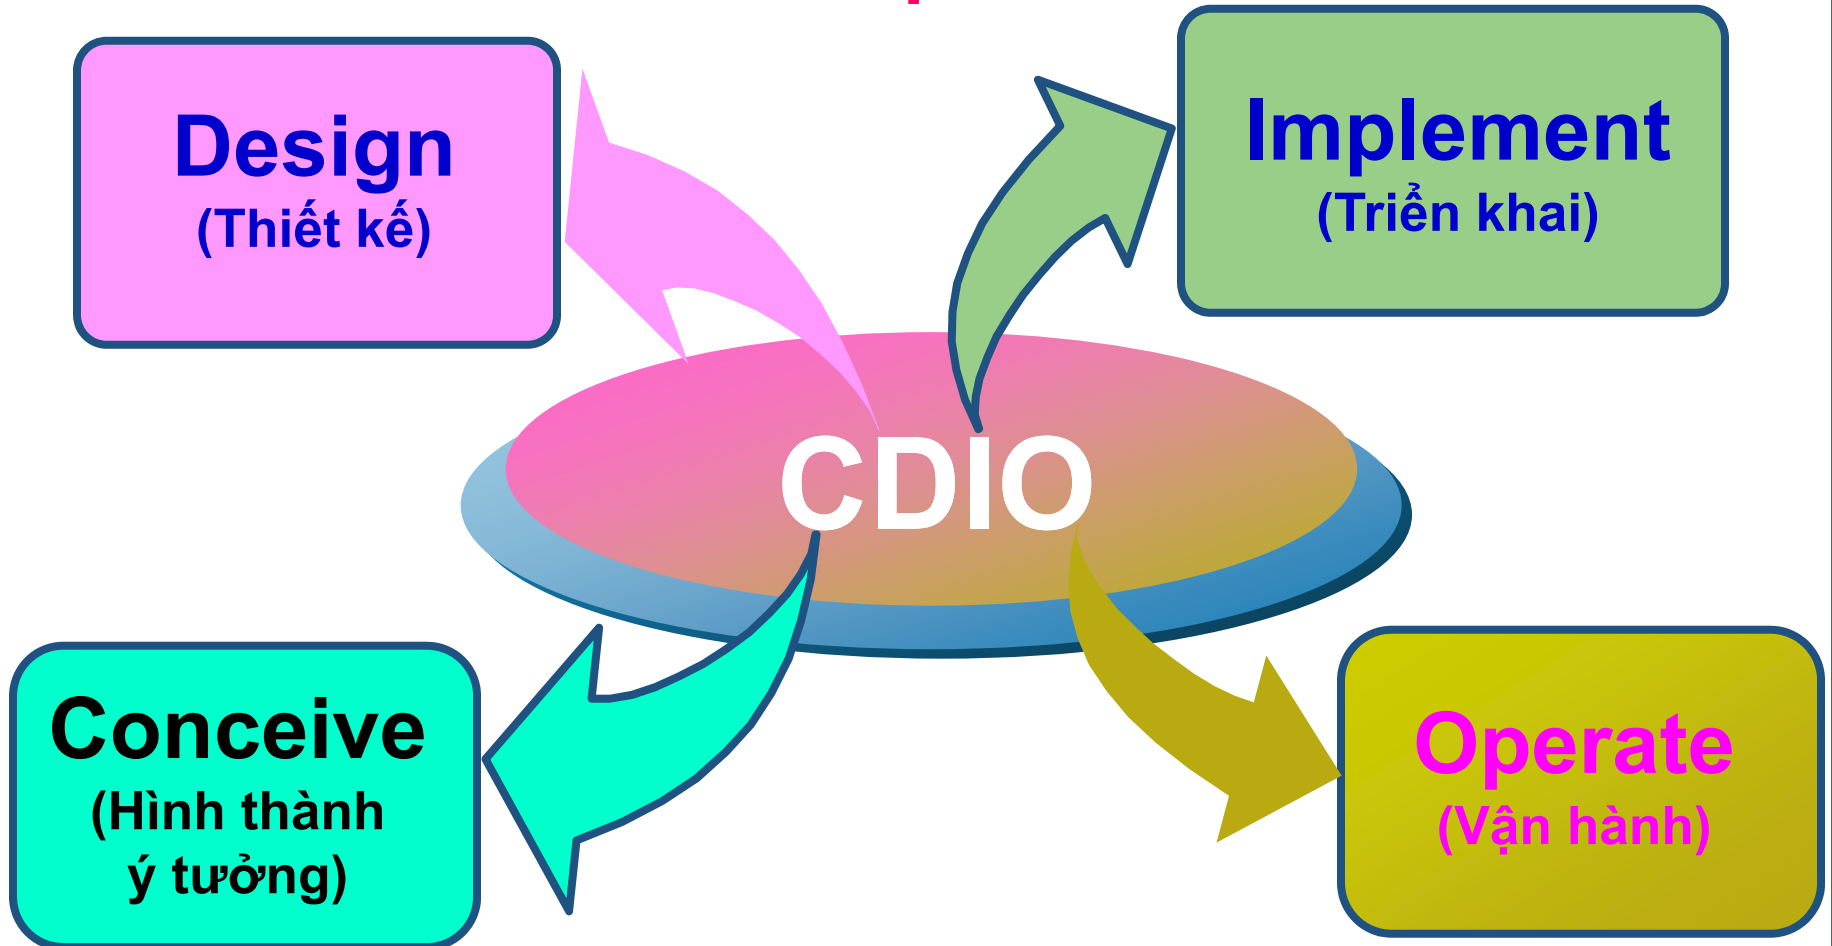 Design
(Thiết kế)
Implement
(Triển khai)
CDIO
Conceive
(Hình thành
ý tưởng)
Operate
(Vận hành)